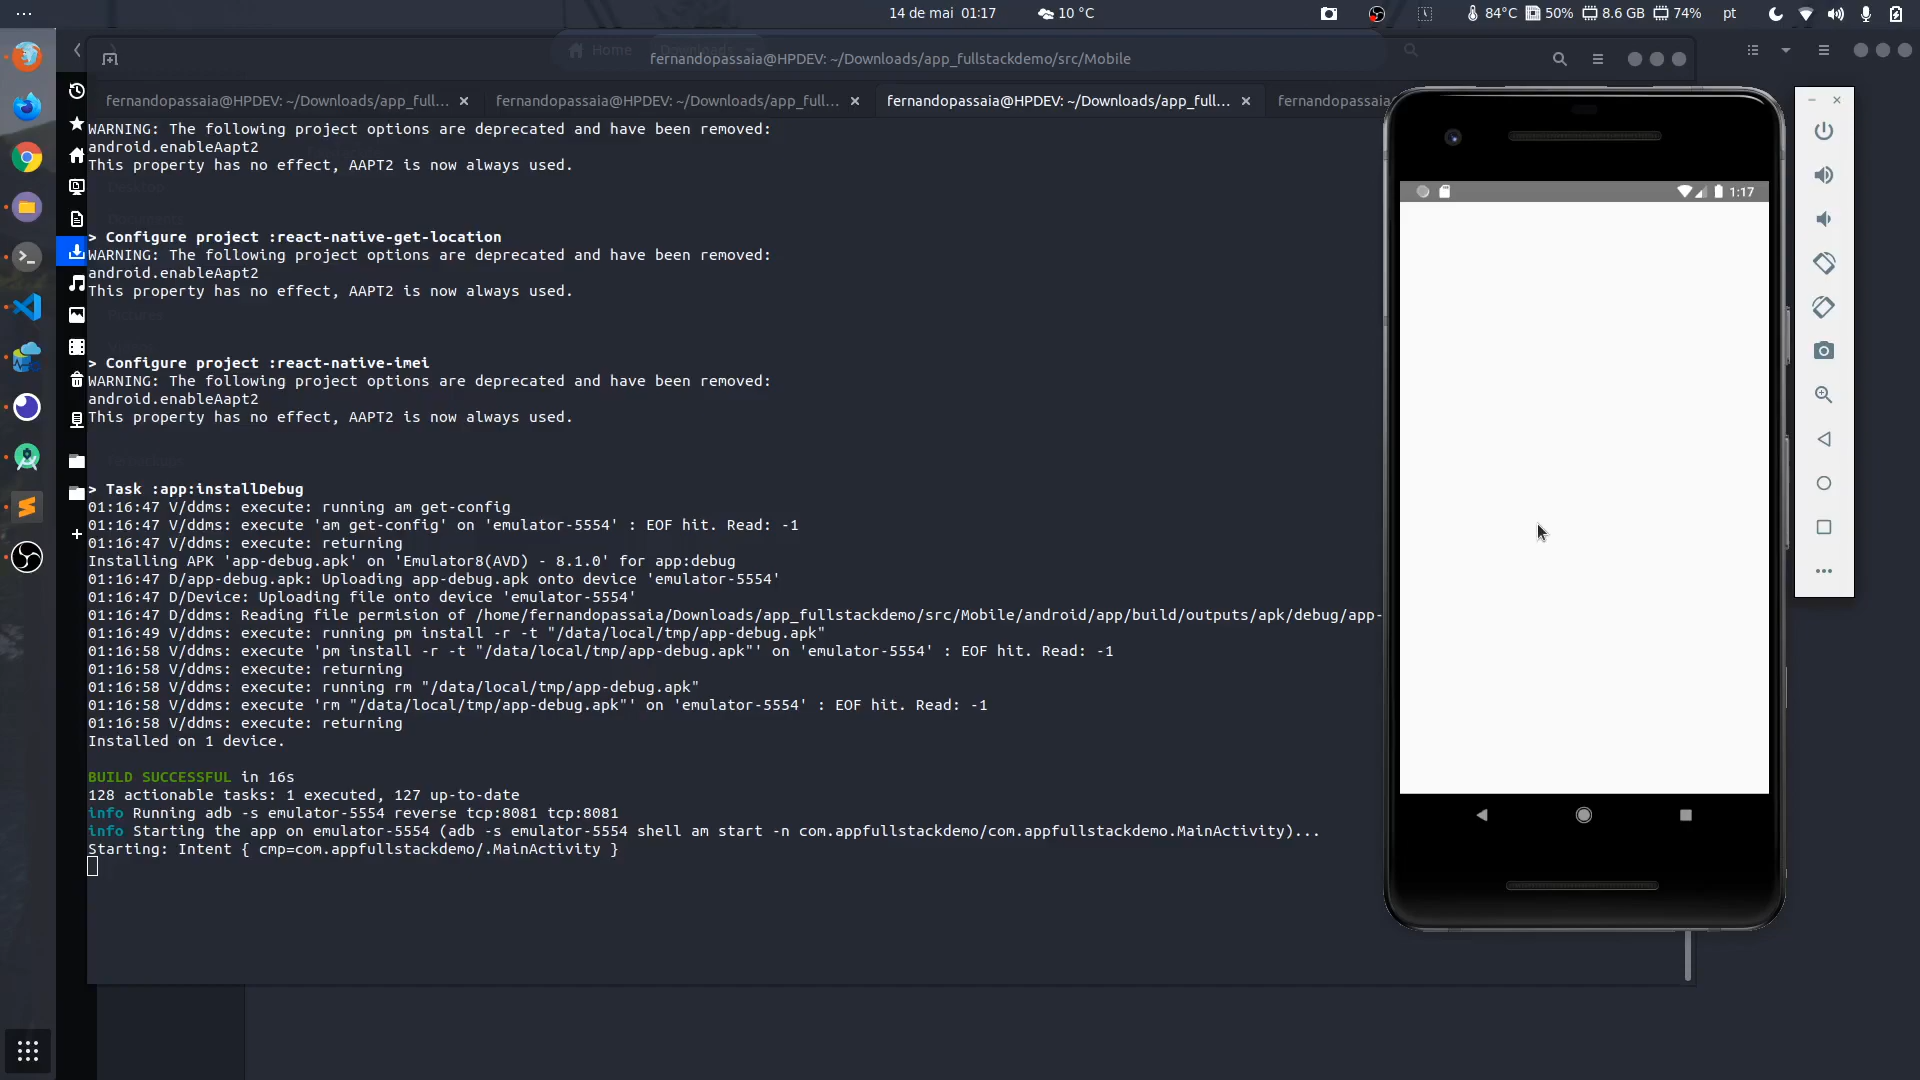 14 de mai 01:17
10 °C
84°C
50%
8.6 GB
74%
pt
Home
Downloads
fernandopassaia@HPDEV: ~/Downloads/app_fullstackdemo/src/Mobile
fernandopassaia@HPDEV: ~/Downloads/app_full...
fernandopassaia@HPDEV: ~/Downloads/app_full...
fernandopassaia@HPDEV: ~/Downloads/app_full...
fernandopassaia
WARNING: The following project options are deprecated and have been removed:
android.enableAapt2
This property has no effect, AAPT2 is now always used.
Desktop
Documents
> Configure project :react-native-get-location
WARNING: The following project options are deprecated and have been removed:
android.enableAapt2
This property has no effect, AAPT2 is now always used.
Pictures
> Configure project :react-native-imei
WARNING: The following project options are deprecated and have been removed:
android.enableAapt2
This property has no effect, AAPT2 is now always used.
> Task :app:installDebug
01:16:47 V/ddms: execute: running am get-config
01:16:47 V/ddms: execute 'am get-config' on 'emulator-5554' : EOF hit. Read: -1
01:16:47 V/ddms: execute: returning
Installing APK 'app-debug.apk' on 'Emulator8(AVD) - 8.1.0' for app:debug
01:16:47 D/app-debug.apk: Uploading app-debug.apk onto device 'emulator-5554'
01:16:47 D/Device: Uploading file onto device 'emulator-5554'
01:16:47 D/ddms: Reading file permision of /home/fernandopassaia/Downloads/app_fullstackdemo/src/Mobile/android/app/build/outputs/apk/debug/app-
01:16:49 V/ddms: execute: running pm install -r -t "/data/local/tmp/app-debug.apk"
01:16:58 V/ddms: execute 'pm install -r -t "/data/local/tmp/app-debug.apk"' on 'emulator-5554' : EOF hit. Read: -1
01:16:58 V/ddms: execute: returning
01:16:58 V/ddms: execute: running rm "/data/local/tmp/app-debug.apk"
01:16:58 V/ddms: execute 'rm "/data/local/tmp/app-debug.apk"' on 'emulator-5554' : EOF hit. Read: -1
01:16:58 V/ddms: execute: returning
Installed on 1 device.
BUILD SUCCESSFUL in 16s
128 actionable tasks: 1 executed, 127 up-to-date
info Running adb -s emulator-5554 reverse tcp:8081 tcp:8081
info Starting the app on emulator-5554 (adb -s emulator-5554 shell am start -n com.appfullstackdemo/com.appfullstackdemo.MainActivity)...
Starting: Intent { cmp=com.appfullstackdemo/.MainActivity }
1:17